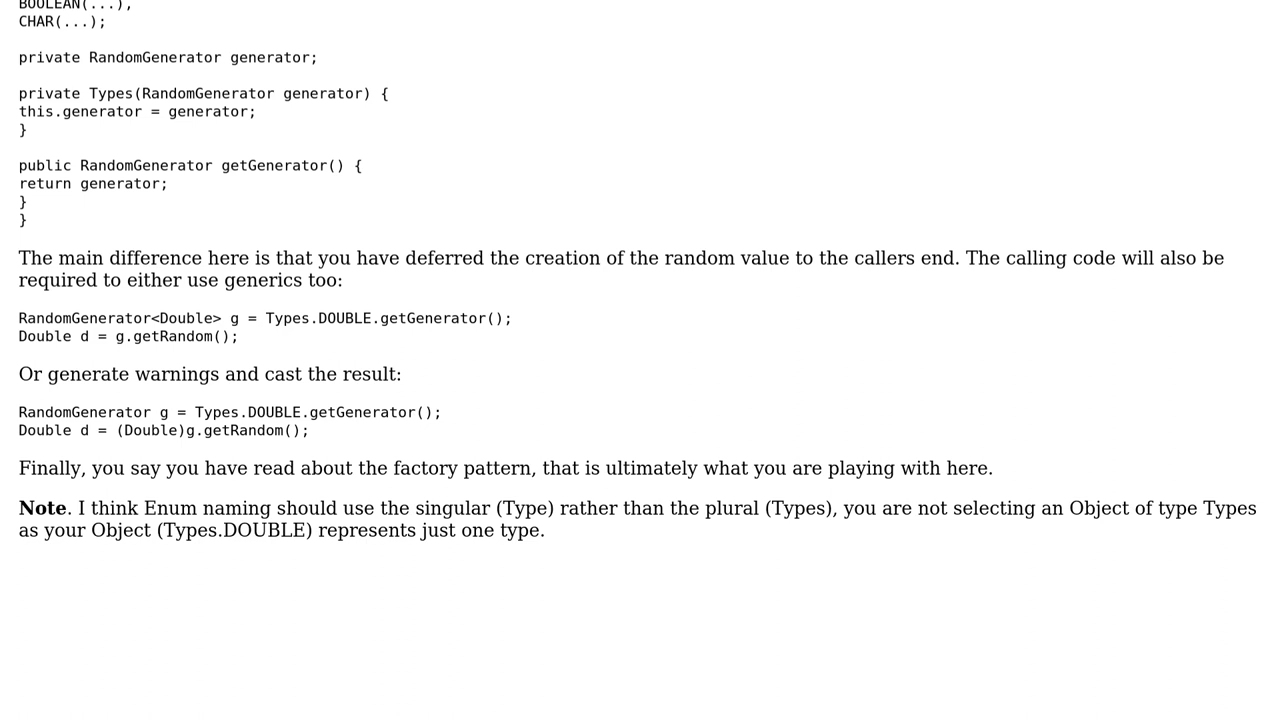 BOOLEAN(...),
CHAR(...);
private RandomGenerator generator;
private Types(RandomGenerator generator) {
this.generator = generator;
}
public RandomGenerator getGenerator() {
return generator;
}
}
The main difference here is that you have deferred the creation of the random value to the callers end. The calling code will also be
required to either use generics too:
RandomGenerator<Double> g = Types.DOUBLE.getGenerator();
Double d = g.getRandom();
Or generate warnings and cast the result:
RandomGenerator g = Types.DOUBLE.getGenerator();
Double d = (Double)g.getRandom();
Finally, you say you have read about the factory pattern, that is ultimately what you are playing with here.
Note. I think Enum naming should use the singular (Type) rather than the plural (Types), you are not selecting an Object of type Types
as your Object (Types.DOUBLE) represents just one type.